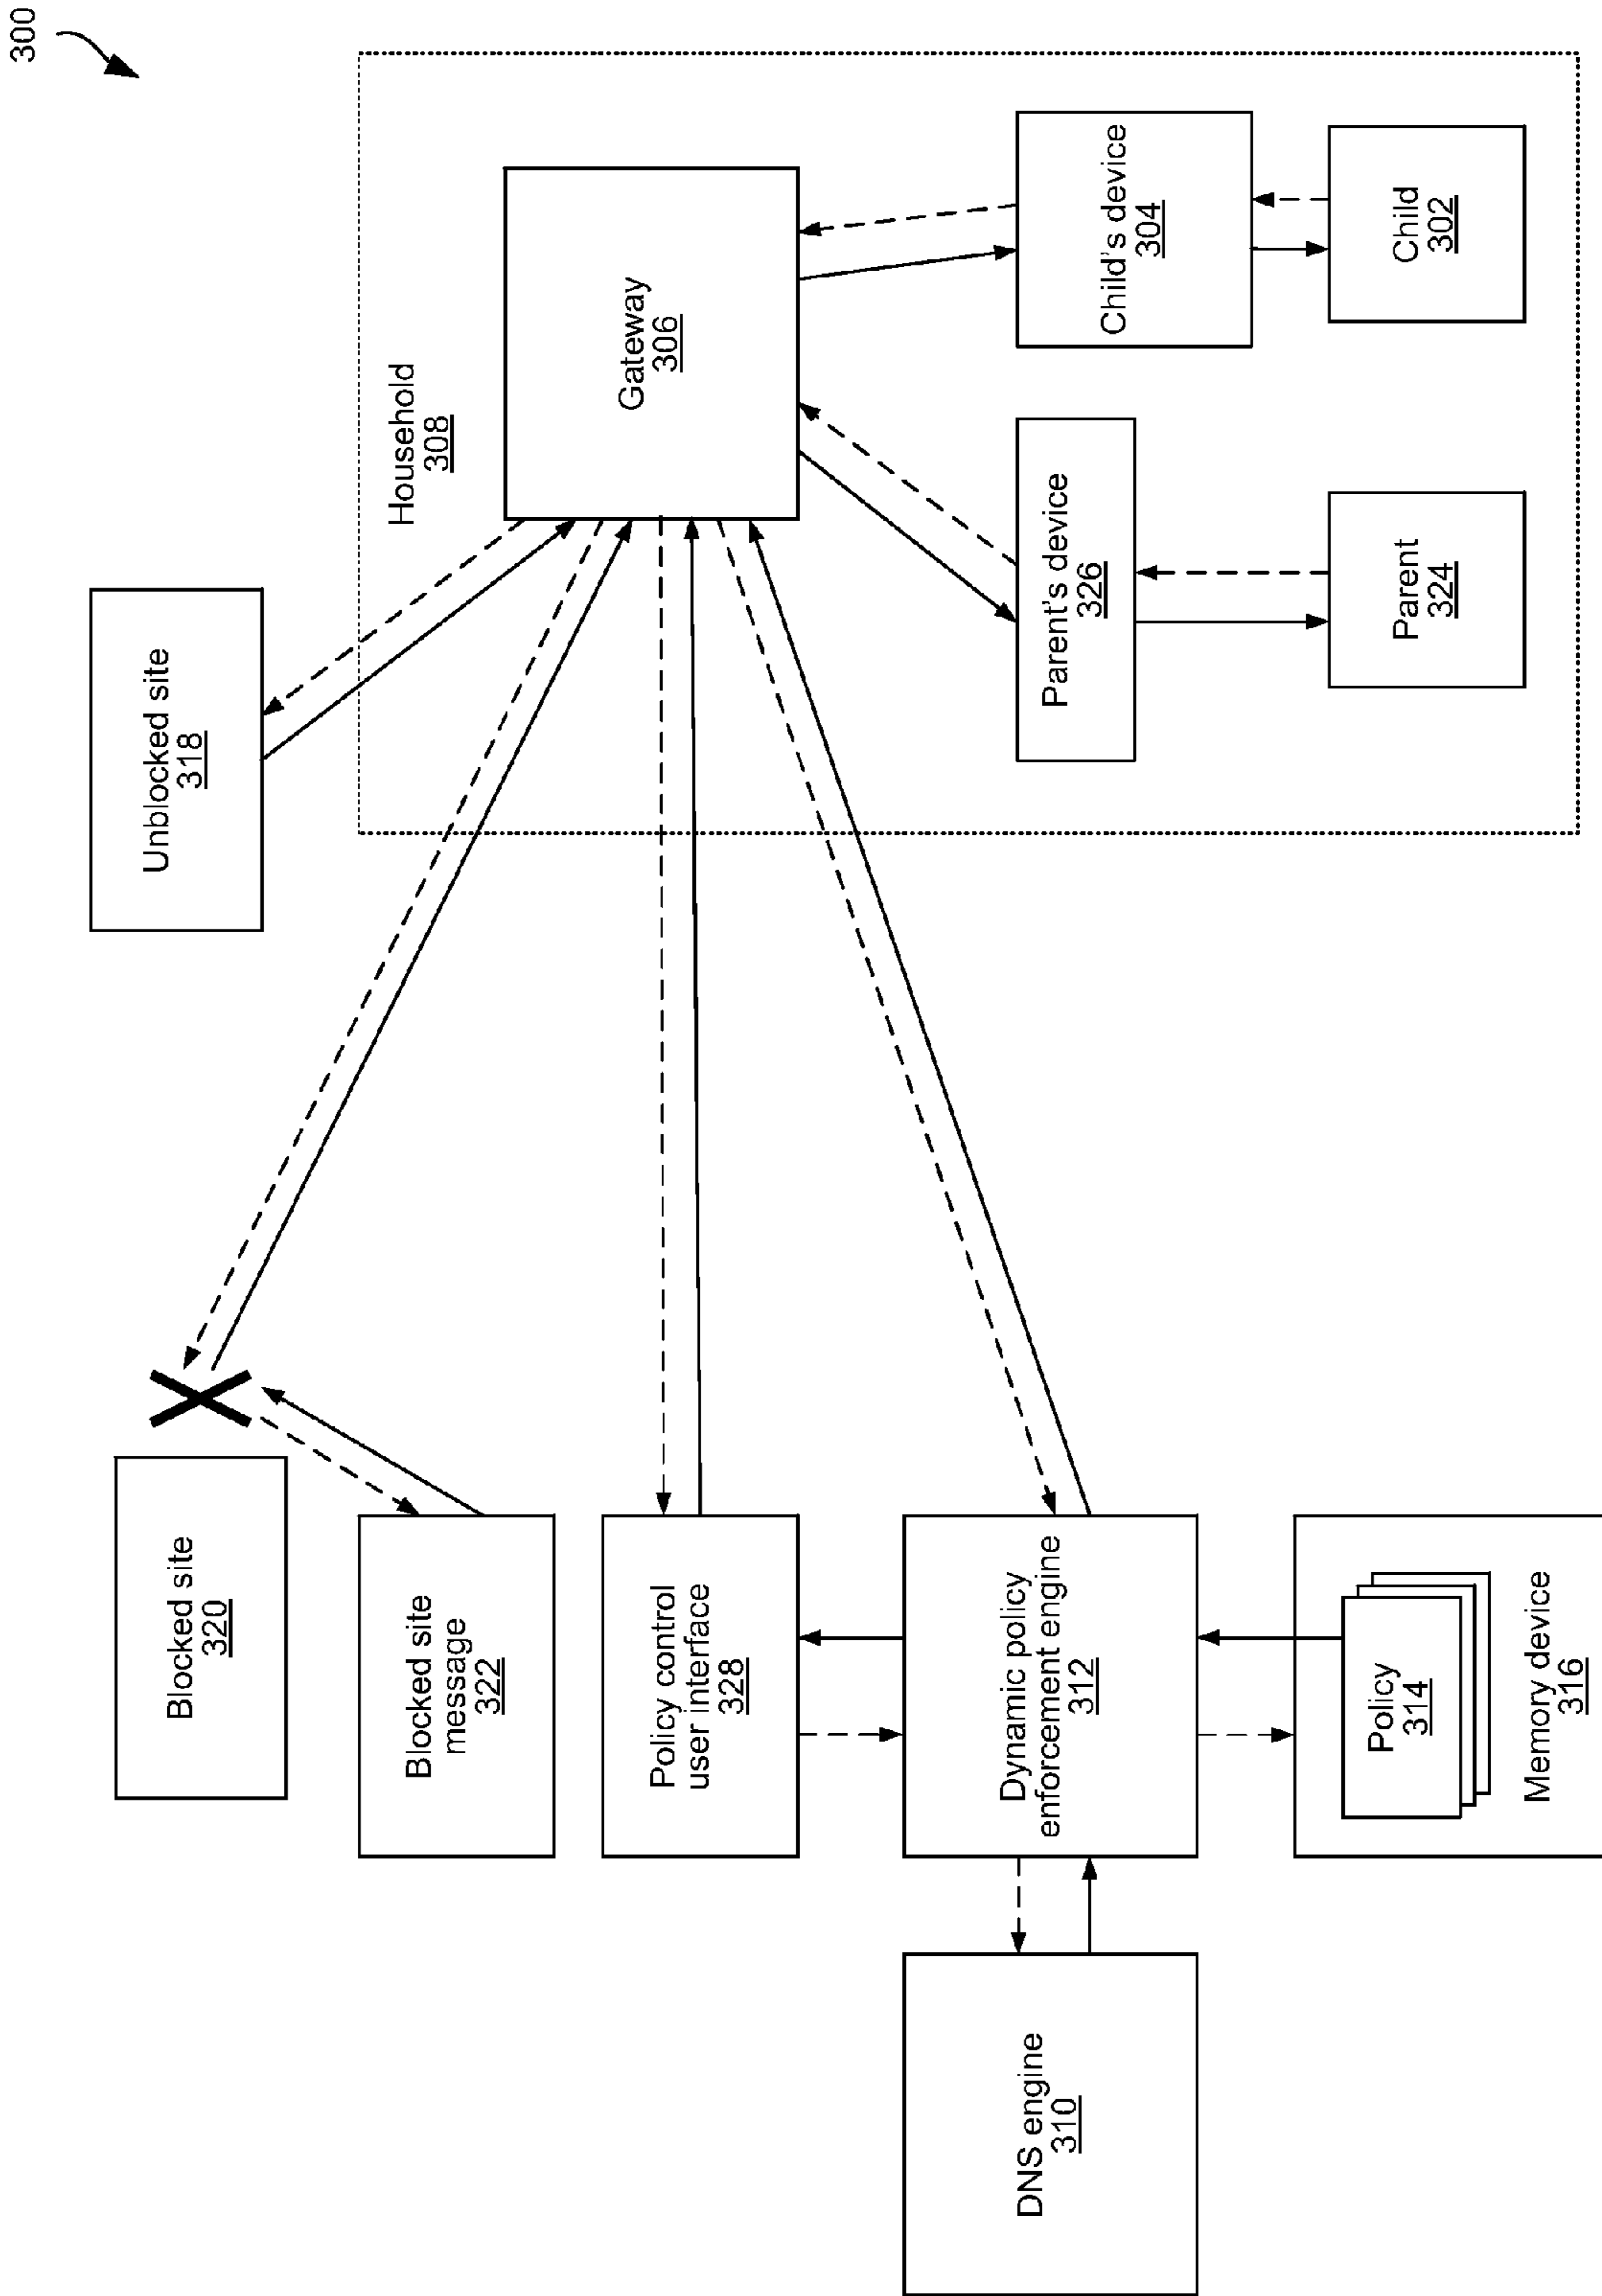 300
Household
308
Gateway
306
Child's device
304
Child
302
Parent's device
326
Parent
324
Unblocked site
318
Blocked site
320
Blocked site
message
322
Policy control
user interface
328
Dynamic policy
enforcement engine
312
Policy
314
Memory device
316
DNS engine
310